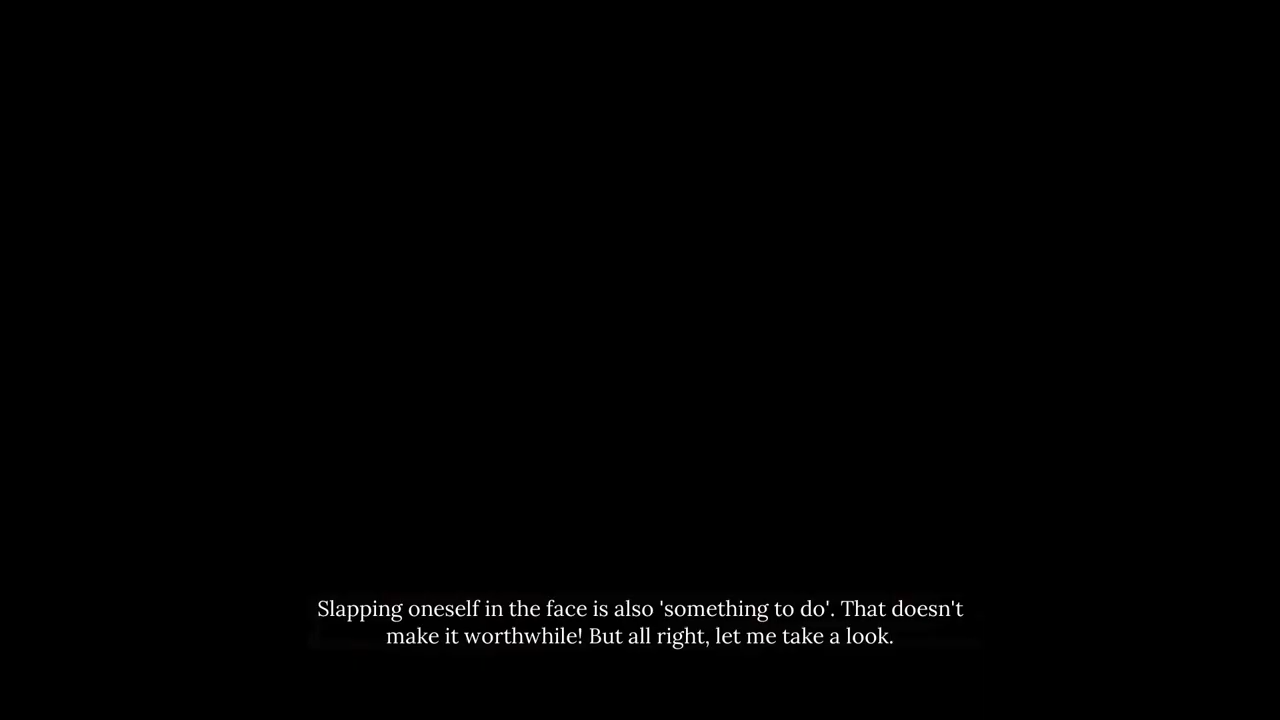 Slapping oneself in the face is also 'something to do'. That doesn't
make it worthwhile! But all right, let me take a look.